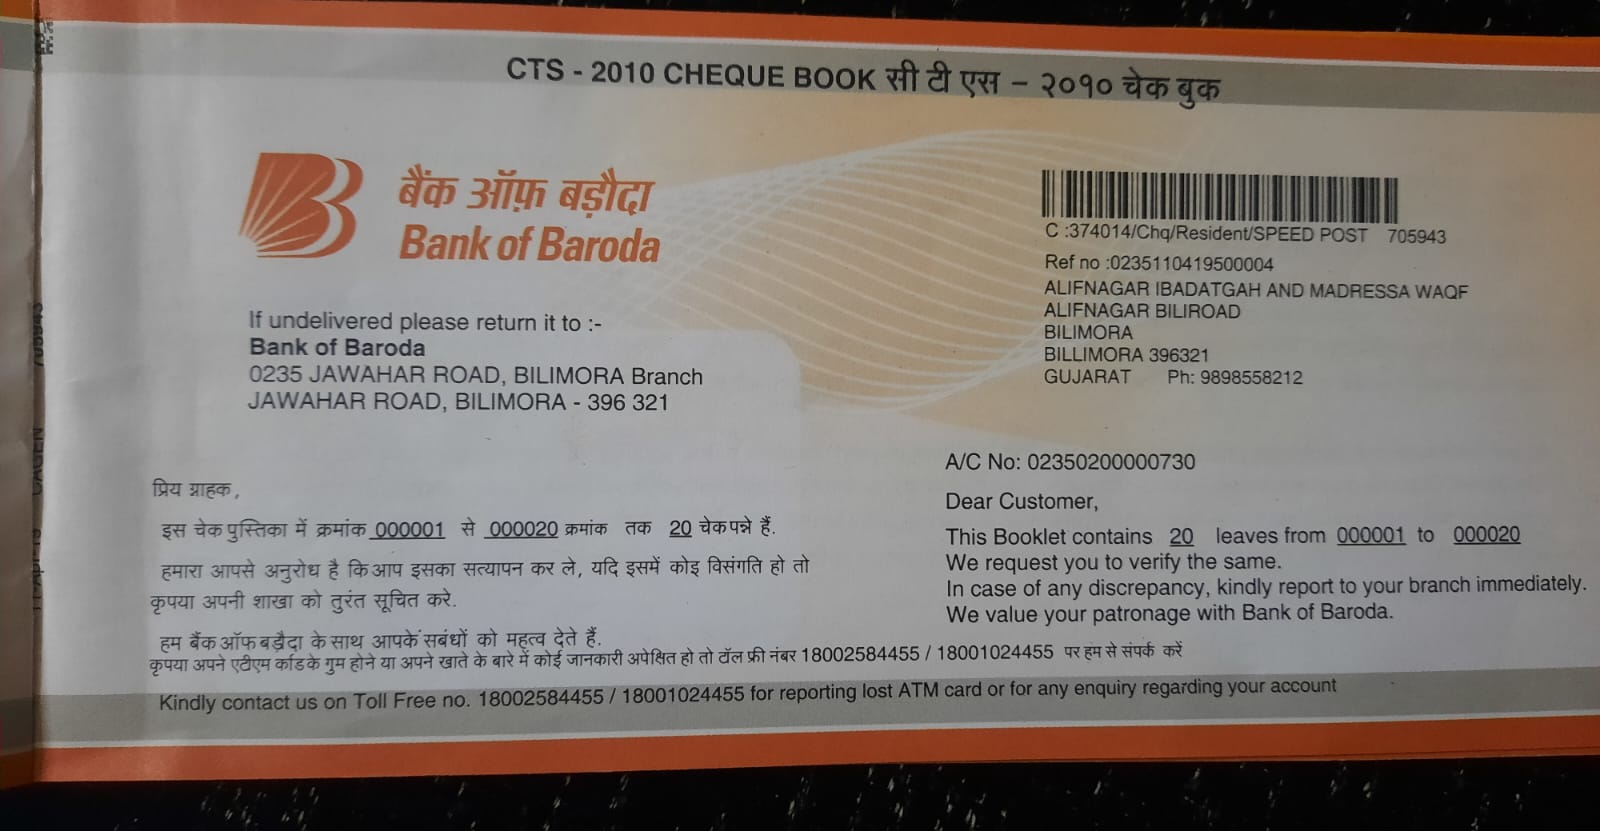 CTS - 2010 CHEQUE BOOK सी टी एस – २०१० चेक बुक
बैंक ऑफ़ बड़ौदा
Bank of Baroda
C :374014/Chq/Resident/SPEED POST 705943
Ref no :0235110419500004
ALIFNAGAR IBADATGAH AND MADRESSA WAQF
ALIFNAGAR BILIROAD
BILIMORA
BILLIMORA 396321
GUJARAT Ph: 9898558212
If undelivered please return it to :-
Bank of Baroda
0235 JAWAHAR ROAD, BILIMORA Branch
JAWAHAR ROAD, BILIMORA - 396 321
प्रिय ग्राहक,
इस चेक पुस्तिका में क्रमांक 000001 से 000020 क्रमांक तक 20 चेक पन्ने हैं.
हमारा आपसे अनुरोध है कि आप इसका सत्यापन कर ले, यदि इसमें कोइ विसंगति हो तो
कृपया अपनी शाखा को तुरंत सूचित करे.
हम बैंक ऑफ बड़ौदा के साथ आपके संबधों को महत्व देते हैं.
A/C No: 02350200000730
Dear Customer,
This Booklet contains 20 leaves from 000001 to 000020
We request you to verify the same.
In case of any discrepancy, kindly report to your branch immediately.
We value your patronage with Bank of Baroda.
कृपया अपने एटीएम र्काड के गुम होने या अपने खाते के बारे में कोई जानकारी अपेक्षित हो तो टॉल फ्री नंबर 18002584455 / 18001024455 पर हम से संपर्क करें
Kindly contact us on Toll Free no. 18002584455 / 18001024455 for reporting lost ATM card or for any enquiry regarding your account